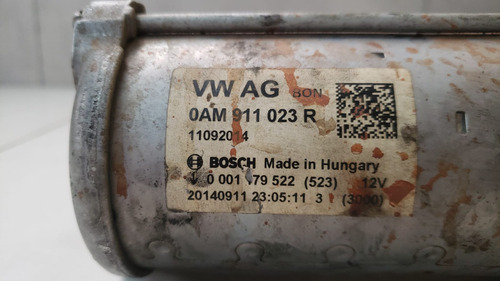 VW AG BON
0AM 911 023 R
11092014
BOSCH Made in Hungary
0 001 179 522 (523) 12V
20140911 23:05:11 3 (3000)